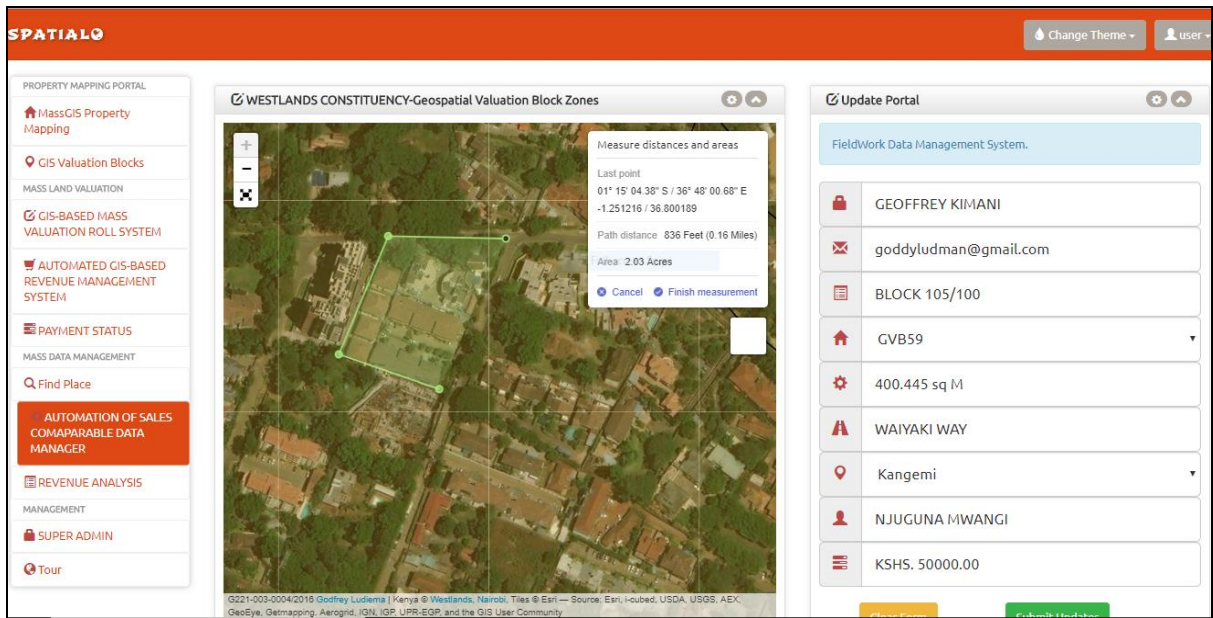 SPATIALO
Change Theme
user
PROPERTY MAPPING PORTAL
MassGIS Property
Mapping
GIS Valuation Blocks
MASS LAND VALUATION
GIS-BASED MASS
VALUATION ROLL SYSTEM
AUTOMATED GIS-BASED
REVENUE MANAGEMENT
SYSTEM
PAYMENT STATUS
MASS DATA MANAGEMENT
Find Place
AUTOMATION OF SALES
COMAPARABLE DATA
MANAGER
REVENUE ANALYSIS
MANAGEMENT
SUPER ADMIN
Tour
WESTLANDS CONSTITUENCY-Geospatial Valuation Block Zones
+
−
Measure distances and areas
Last point
01° 15' 04.38" S / 36° 48' 00.68" E
-1.251216 / 36.800189
Path distance 836 Feet (0.16 Miles)
Area 2.03 Acres
Cancel Finish measurement
G221-003-0004/2016 Godfrey Ludiema | Kenya © Westlands, Nairobi, Tiles © Esri — Source: Esri, i-cubed, USDA, USGS, AEX,
GeoEye, Getmapping, Aerogrid, IGN, IGP, UPR-EGP, and the GIS User Community
Update Portal
FieldWork Data Management System.
GEOFFREY KIMANI
goddyludman@gmail.com
BLOCK 105/100
GVB59
400.445 sq M
WAIYAKI WAY
Kangemi
NJUGUNA MWANGI
KSHS. 50000.00
Clear Form
Submit Updates